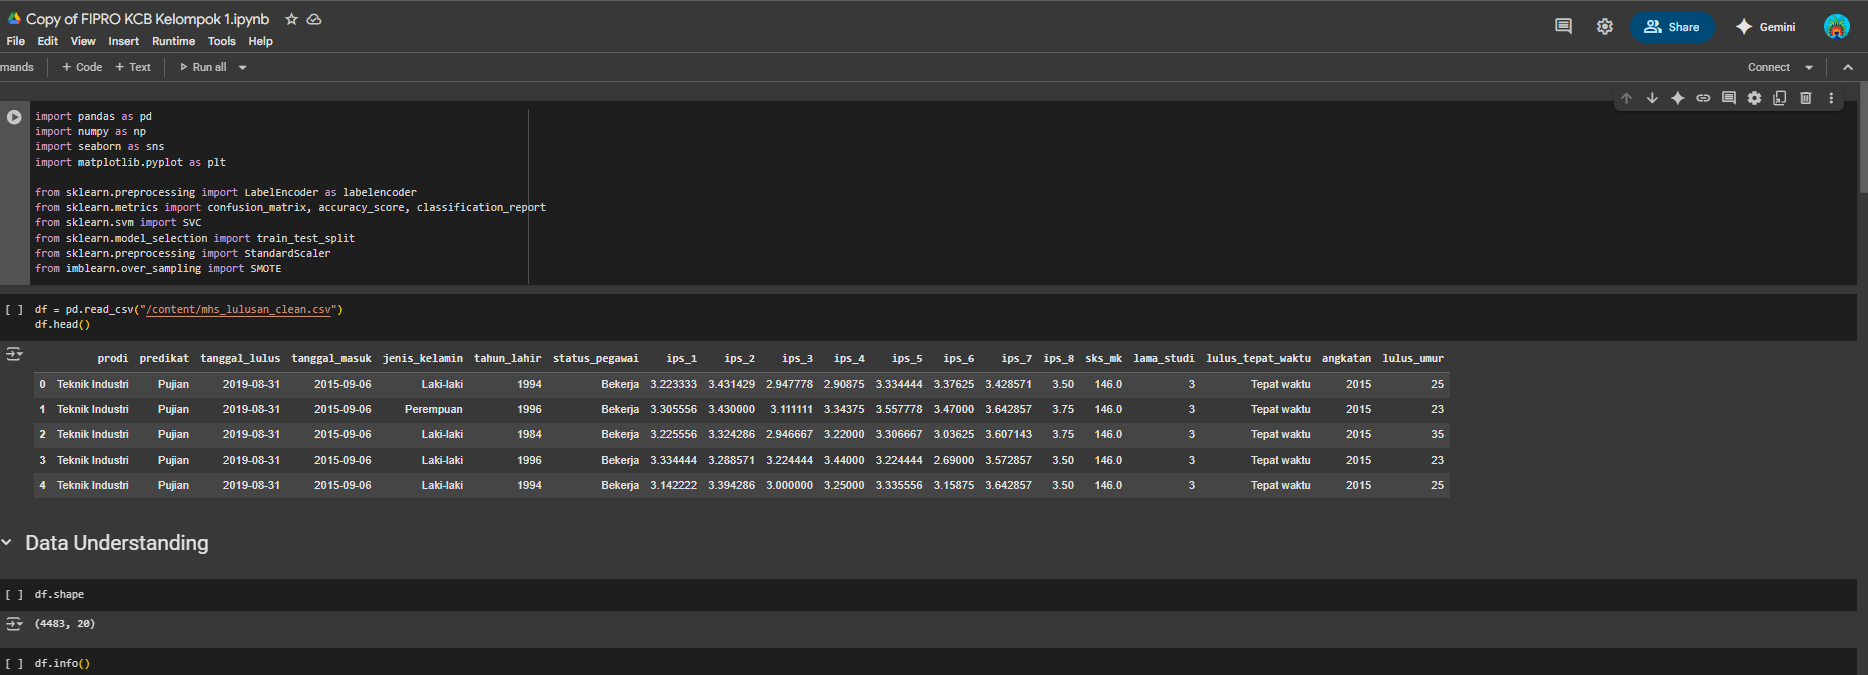 Copy of FIPRO KCB Kelompok 1.ipynb
File Edit View Insert Runtime Tools Help
Share
Gemini
mands + Code + Text Run all
Connect
import pandas as pd
import numpy as np
import seaborn as sns
import matplotlib.pyplot as plt
from sklearn.preprocessing import LabelEncoder as labelencoder
from sklearn.metrics import confusion_matrix, accuracy_score, classification_report
from sklearn.svm import SVC
from sklearn.model_selection import train_test_split
from sklearn.preprocessing import StandardScaler
from imblearn.over_sampling import SMOTE
[ ] df = pd.read_csv("/content/mhs_lulusan_clean.csv")
df.head()
prodi predikat tanggal_lulus tanggal_masuk jenis_kelamin tahun_lahir status_pegawai ips_1 ips_2 ips_3 ips_4 ips_5 ips_6 ips_7 ips_8 sks_mk lama_studi lulus_tepat_waktu angkatan lulus_umur
0 Teknik Industri Pujian 2019-08-31 2015-09-06 Laki-laki 1994 Bekerja 3.223333 3.431429 2.947778 2.90875 3.334444 3.37625 3.428571 3.50 146.0 3 Tepat waktu 2015 25
1 Teknik Industri Pujian 2019-08-31 2015-09-06 Perempuan 1996 Bekerja 3.305556 3.430000 3.111111 3.34375 3.557778 3.47000 3.642857 3.75 146.0 3 Tepat waktu 2015 23
2 Teknik Industri Pujian 2019-08-31 2015-09-06 Laki-laki 1984 Bekerja 3.225556 3.324286 2.946667 3.22000 3.306667 3.03625 3.607143 3.75 146.0 3 Tepat waktu 2015 35
3 Teknik Industri Pujian 2019-08-31 2015-09-06 Laki-laki 1996 Bekerja 3.334444 3.288571 3.224444 3.44000 3.224444 2.69000 3.572857 3.50 146.0 3 Tepat waktu 2015 23
4 Teknik Industri Pujian 2019-08-31 2015-09-06 Laki-laki 1994 Bekerja 3.142222 3.394286 3.000000 3.25000 3.335556 3.15875 3.642857 3.50 146.0 3 Tepat waktu 2015 25
Data Understanding
[ ] df.shape
(4483, 20)
[ ] df.info()